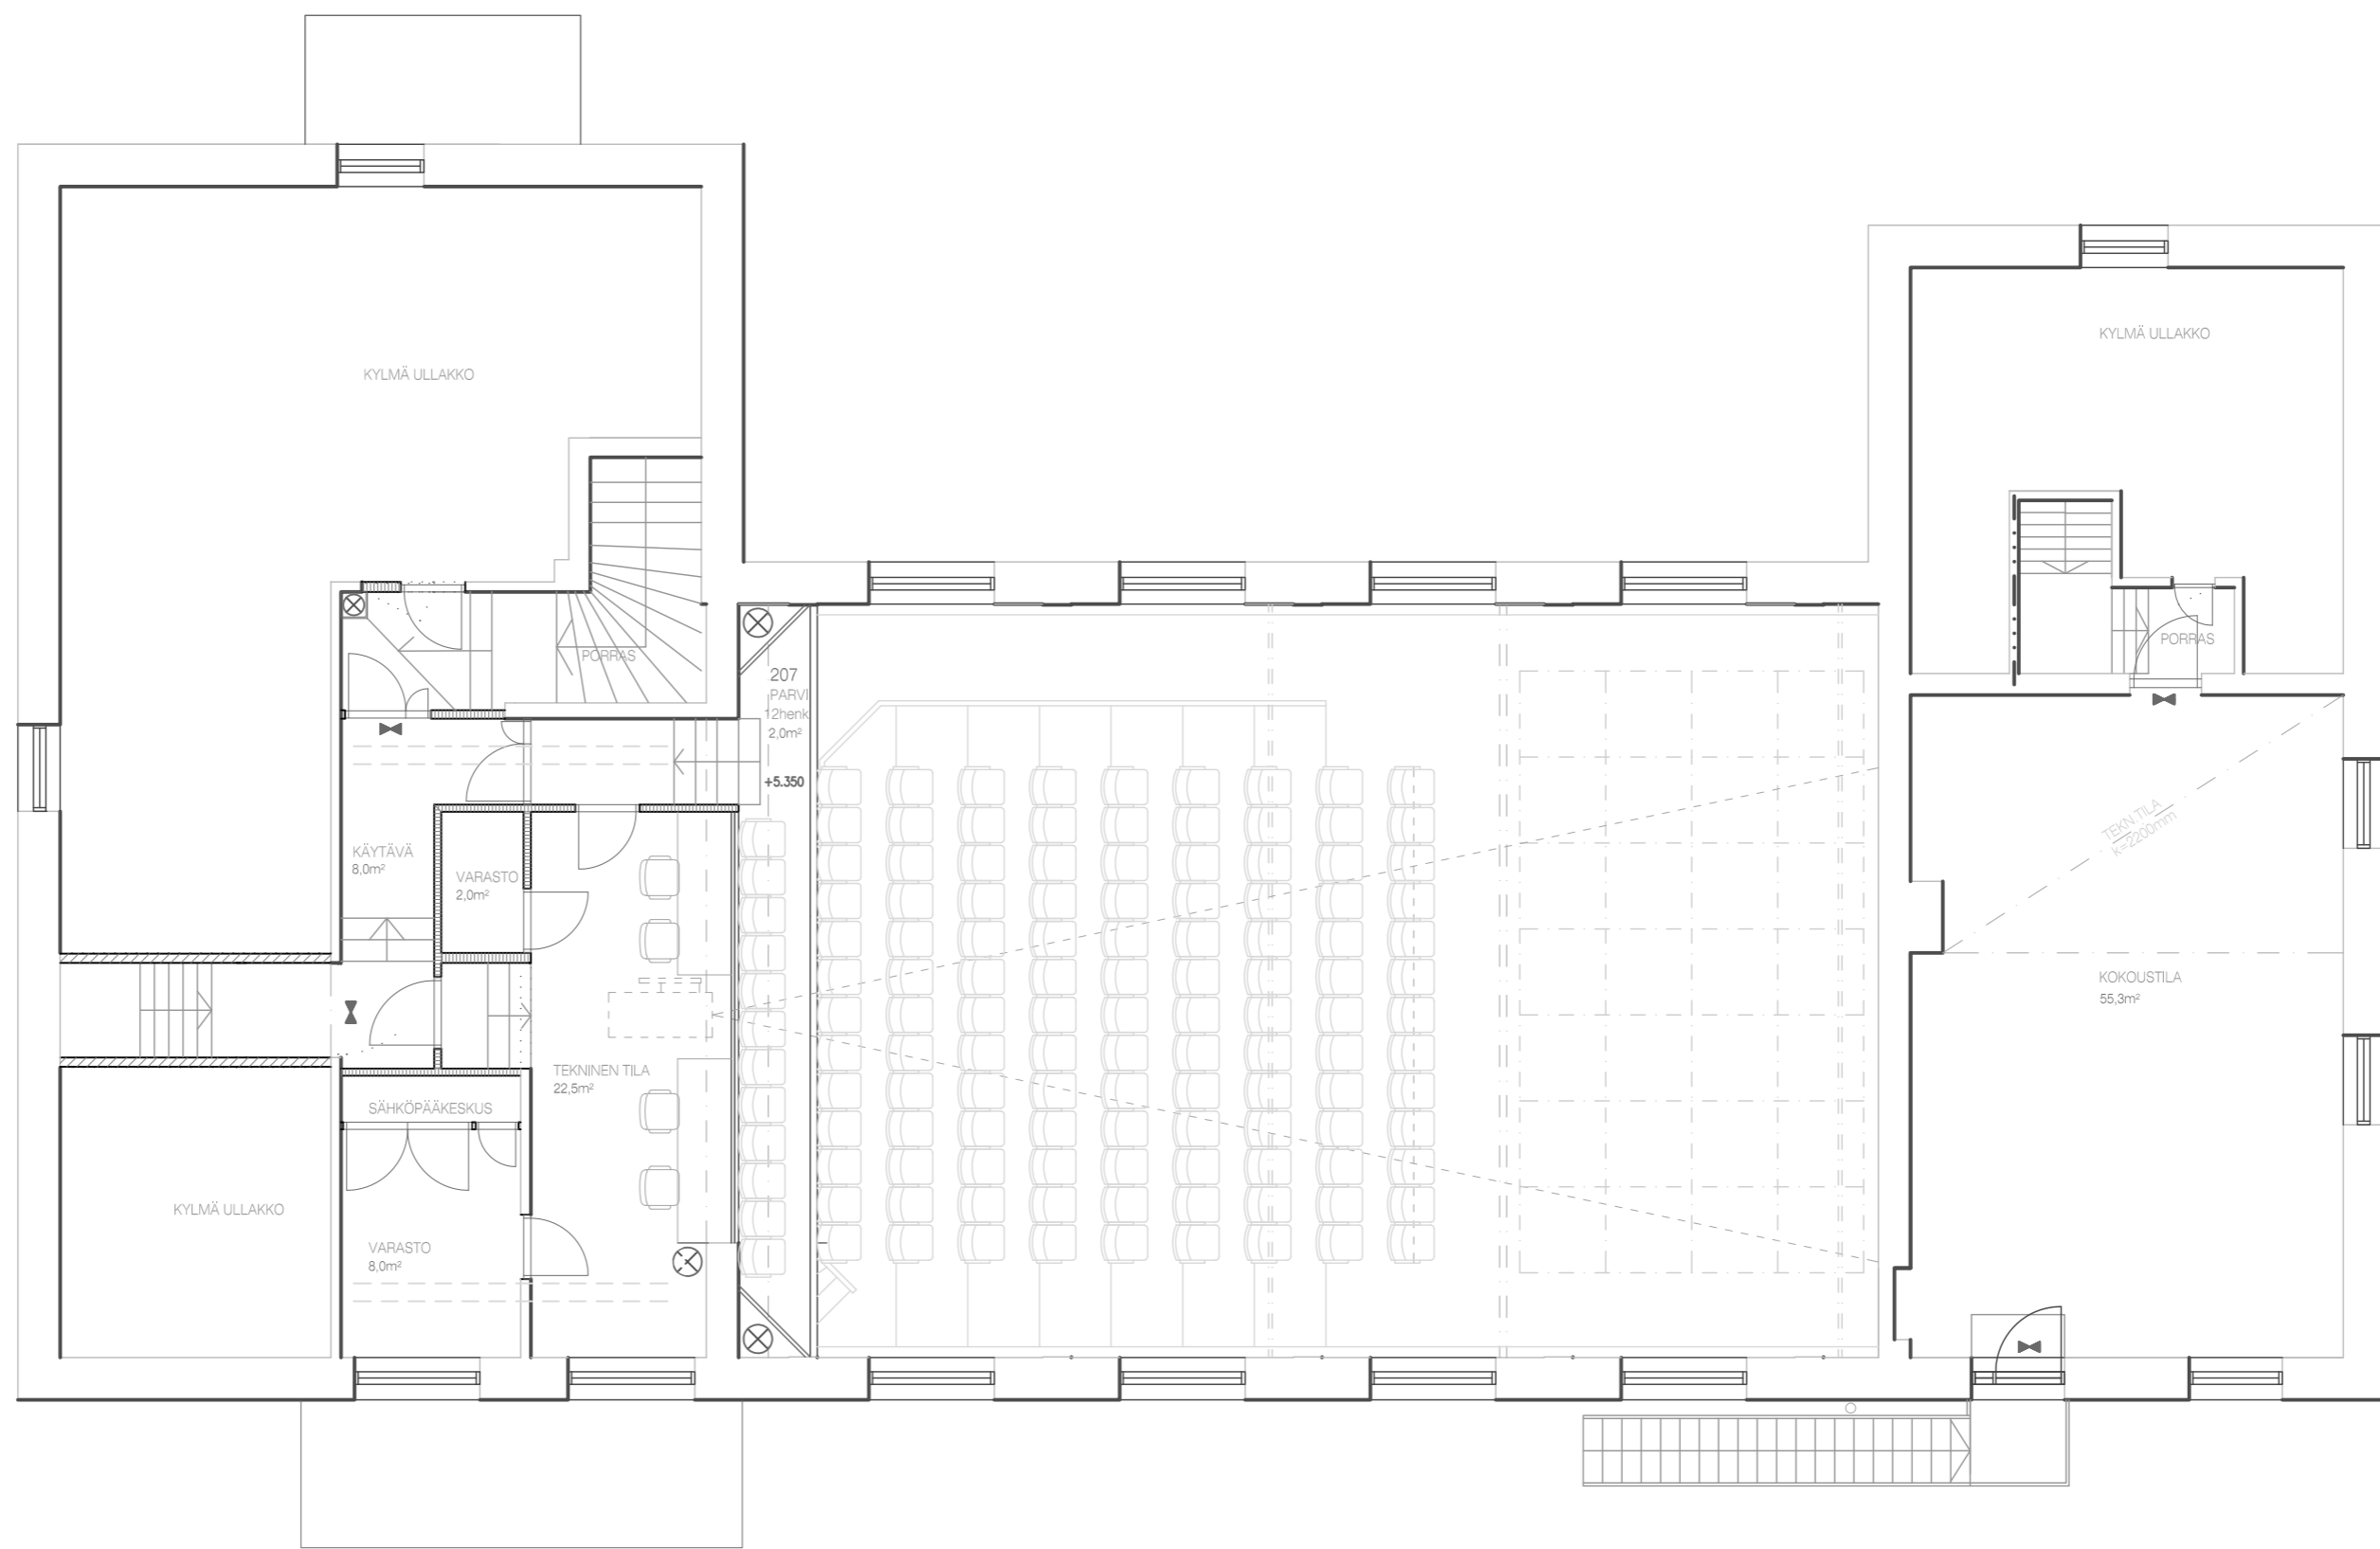 KYLMÄ ULLAKKO
KYLMÄ ULLAKKO
PORRAS
PORRAS
207
PARVI
12henk
2,0m²
+5.350
TEKN.TILA
k=2200mm
KÄYTÄVÄ
8,0m²
VARASTO
2,0m²
KOKOUSTILA
55,3m²
TEKNINEN TILA
22,5m²
SÄHKÖPÄÄKESKUS
KYLMÄ ULLAKKO
VARASTO
8,0m²